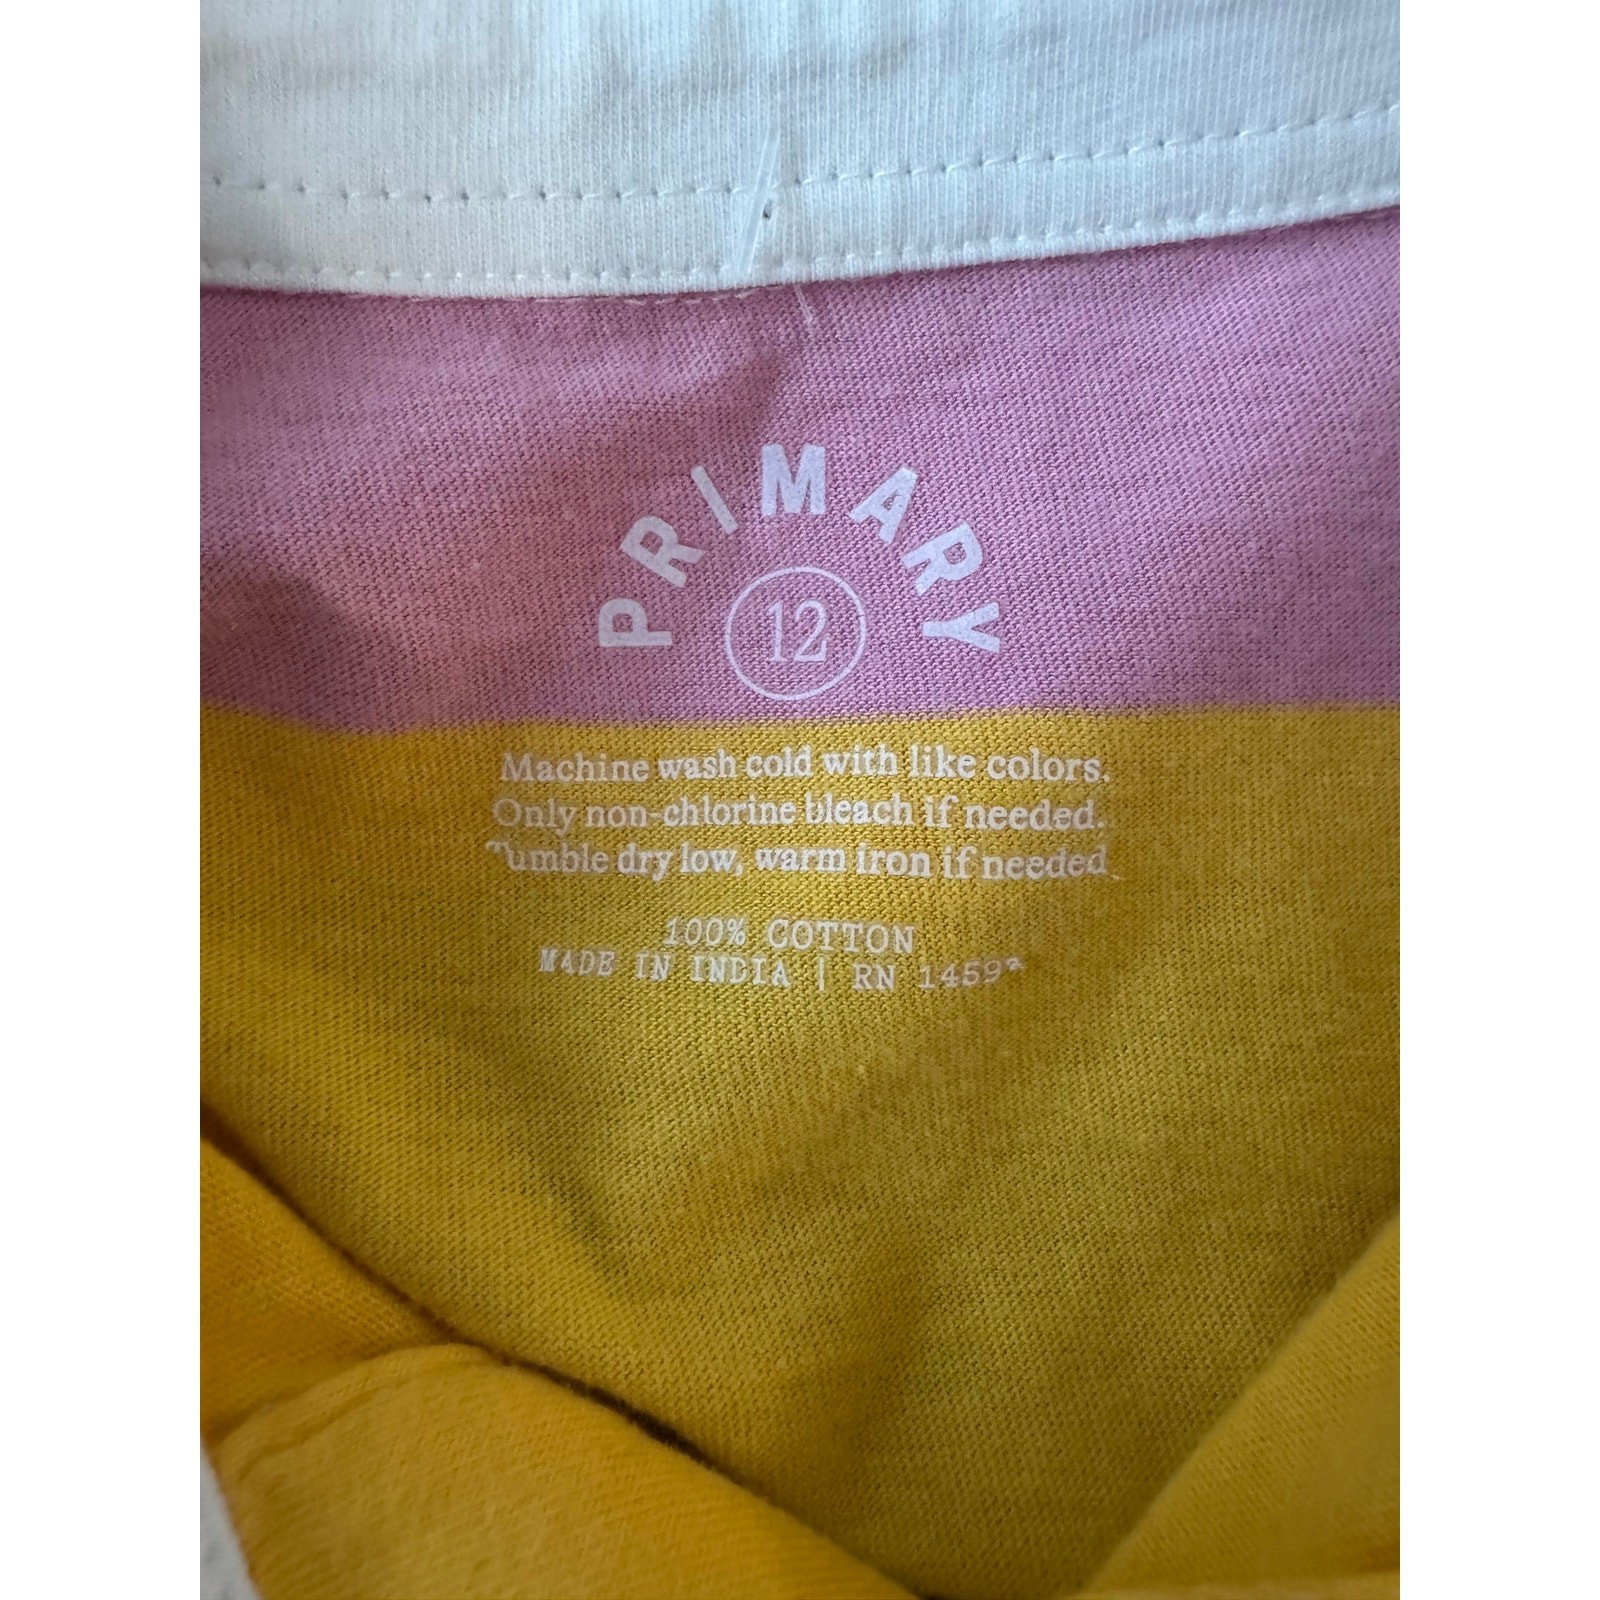 PRIMARY
12
Machine wash cold with like colors.
Only non-chlorine bleach if needed.
Tumble dry low, warm iron if needed
100% COTTON
MADE IN INDIA | RN